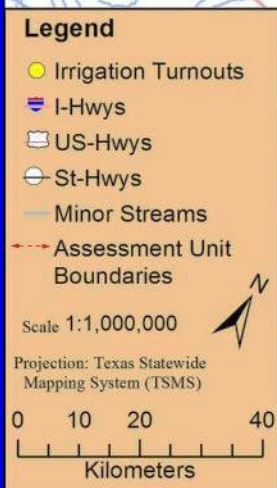 Legend
Irrigation Turnouts
I-Hwys
US-Hwys
St-Hwys
Minor Streams
Assessment Unit
Boundaries
N
Scale 1:1,000,000
Projection: Texas Statewide
Mapping System (TSMS)
0 10 20 40
Kilometers